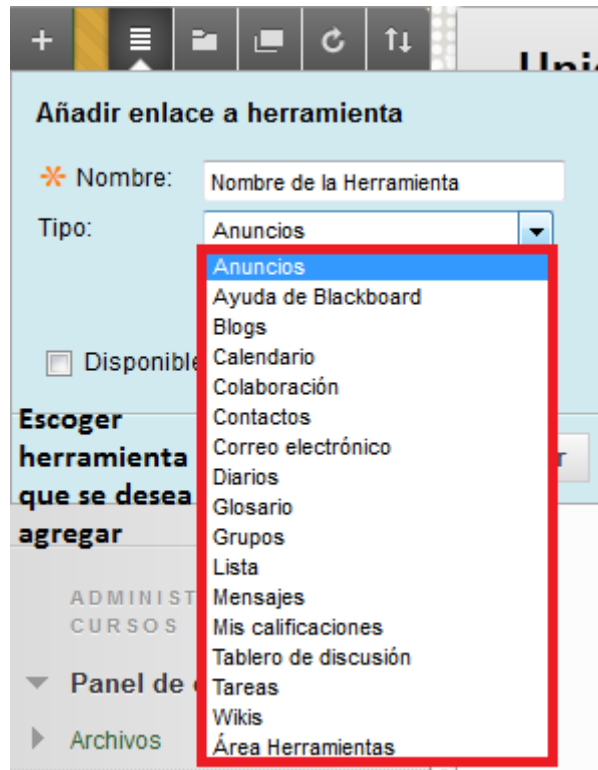 Añadir enlace a herramienta
Nombre: Nombre de la Herramienta
Tipo: Anuncios
Anuncios
Ayuda de Blackboard
Blogs
Calendario
Disponible
Colaboración
Contactos
Correo electrónico
Diarios
Glosario
Grupos
Lista
Mensajes
Mis calificaciones
Tablero de discusión
Tareas
Wikis
Área Herramientas
Escoger
herramienta
que se desea
agregar
CURSOS
Panel de
Archivos